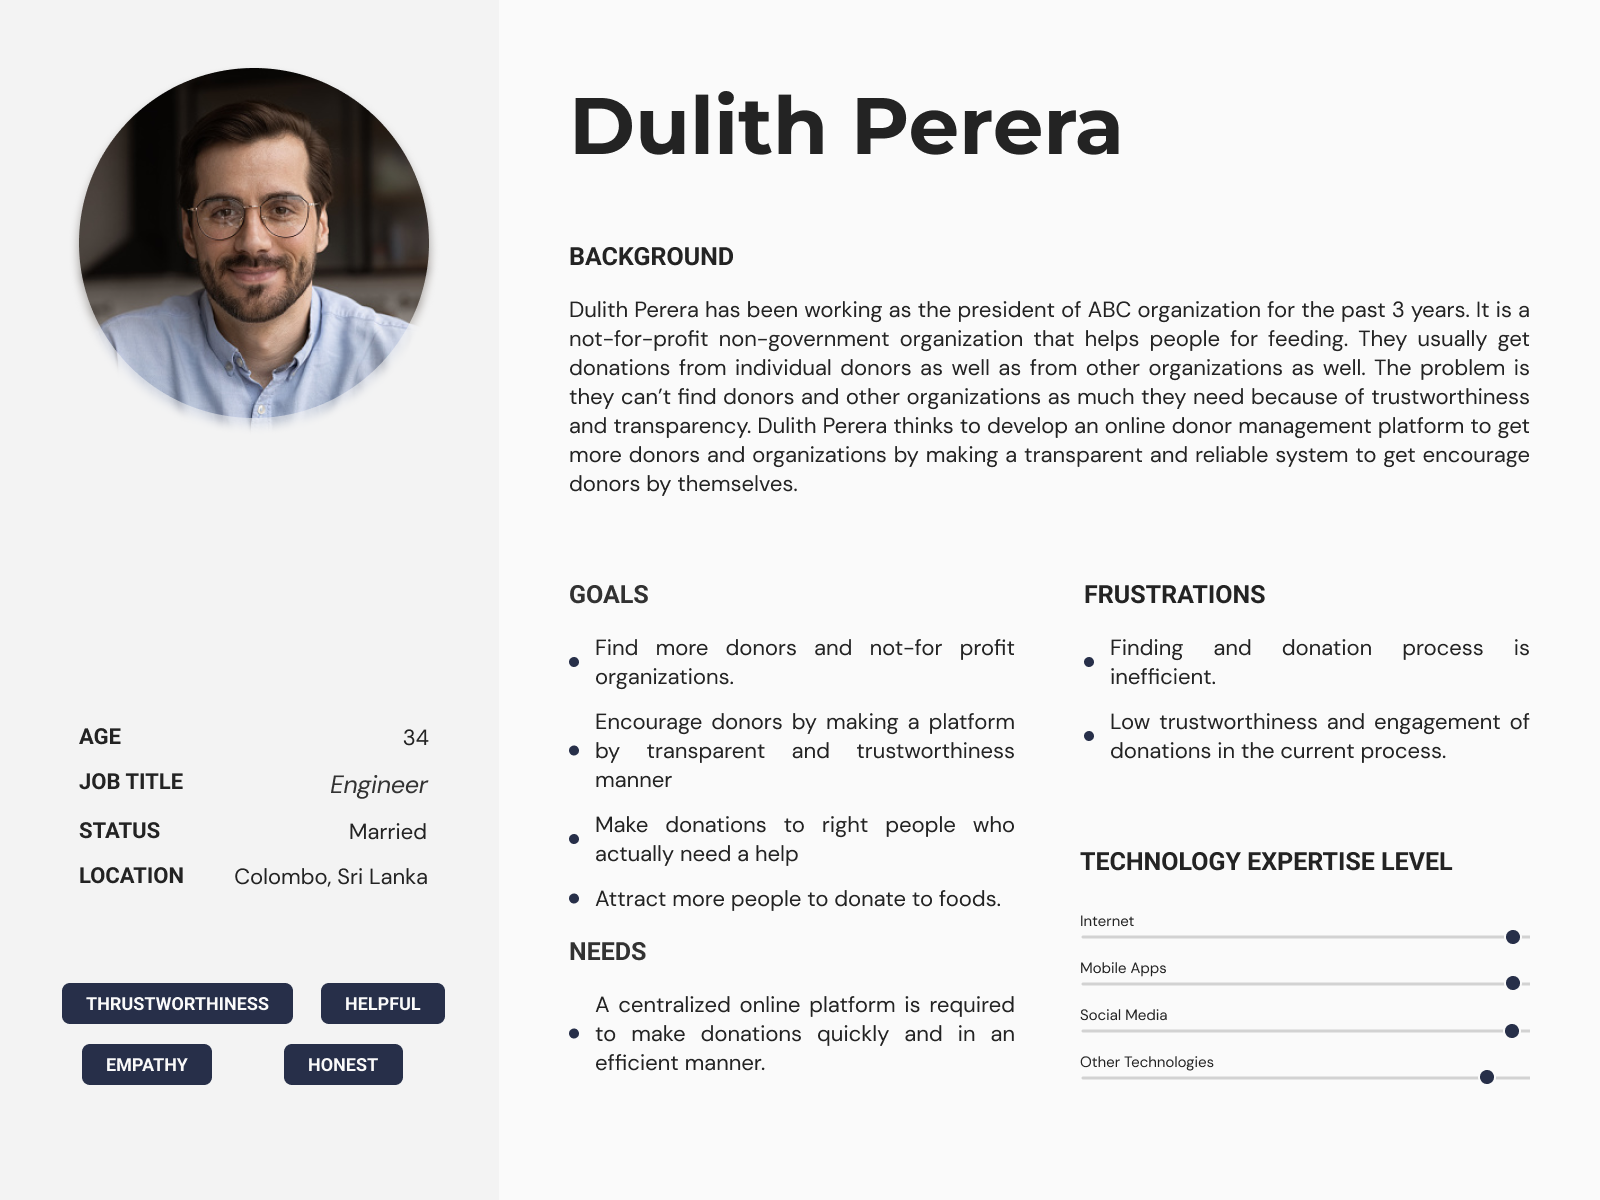 Dulith Perera
BACKGROUND
Dulith Perera has been working as the president of ABC organization for the past 3 years. It is a
not-for-profit non-government organization that helps people for feeding. They usually get
donations from individual donors as well as from other organizations as well. The problem is
they can’t find donors and other organizations as much they need because of trustworthiness
and transparency. Dulith Perera thinks to develop an online donor management platform to get
more donors and organizations by making a transparent and reliable system to get encourage
donors by themselves.
AGE 34
JOB TITLE Engineer
STATUS Married
LOCATION Colombo, Sri Lanka
THRUSTWORTHINESS HELPFUL
EMPATHY HONEST
GOALS
Find more donors and not-for profit
organizations.
Encourage donors by making a platform
by transparent and trustworthiness
manner
Make donations to right people who
actually need a help
Attract more people to donate to foods.
NEEDS
A centralized online platform is required
to make donations quickly and in an
efficient manner.
FRUSTRATIONS
Finding and donation process is
inefficient.
Low trustworthiness and engagement of
donations in the current process.
TECHNOLOGY EXPERTISE LEVEL
Internet
Mobile Apps
Social Media
Other Technologies